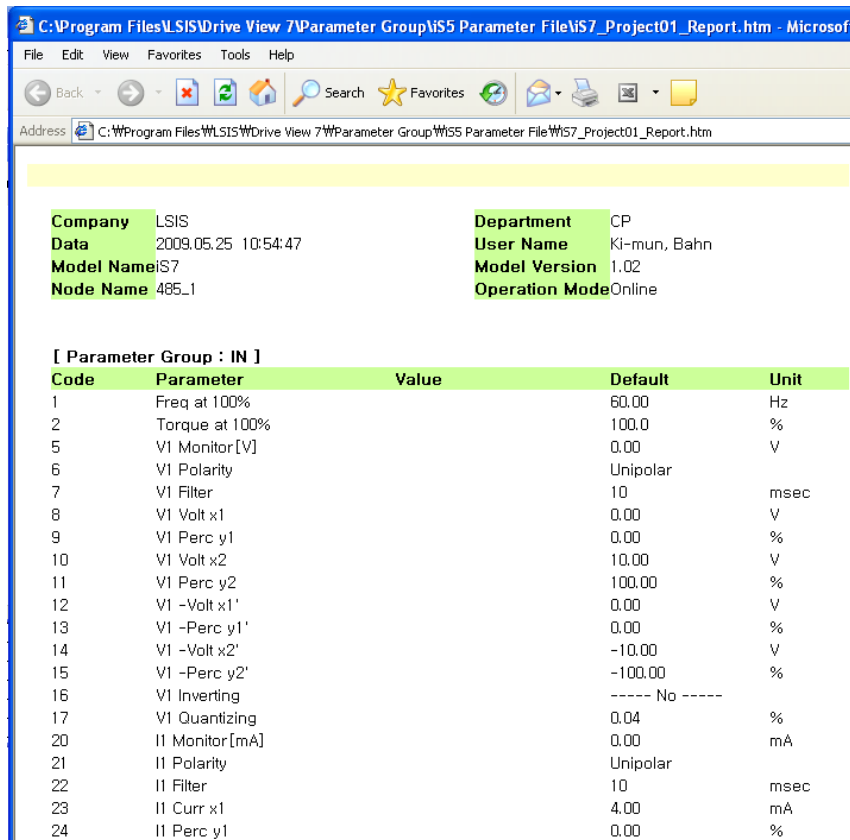 C:\Program Files\LSIS\Drive View 7\Parameter Group\iS5 Parameter File\iS7_Project01_Report.htm - Microsof
File Edit View Favorites Tools Help
Back Search Favorites
Address C:₩Program Files₩LSIS₩Drive View 7₩Parameter Group₩iS5 Parameter File₩iS7_Project01_Report.htm
Company LSIS Department CP
Data 2009.05.25 10:54:47 User Name Ki-mun, Bahn
Model Name iS7 Model Version 1.02
Node Name 485_1 Operation Mode Online
[ Parameter Group : IN ]
Code Parameter Value Default Unit
1 Freq at 100% 60.00 Hz
2 Torque at 100% 100.0 %
5 V1 Monitor[V] 0.00 V
6 V1 Polarity Unipolar
7 V1 Filter 10 msec
8 V1 Volt x1 0.00 V
9 V1 Perc y1 0.00 %
10 V1 Volt x2 10.00 V
11 V1 Perc y2 100.00 %
12 V1 -Volt x1' 0.00 V
13 V1 -Perc y1' 0.00 %
14 V1 -Volt x2' -10.00 V
15 V1 -Perc y2' -100.00 %
16 V1 Inverting ----- No -----
17 V1 Quantizing 0.04 %
20 I1 Monitor[mA] 0.00 mA
21 I1 Polarity Unipolar
22 I1 Filter 10 msec
23 I1 Curr x1 4.00 mA
24 I1 Perc y1 0.00 %